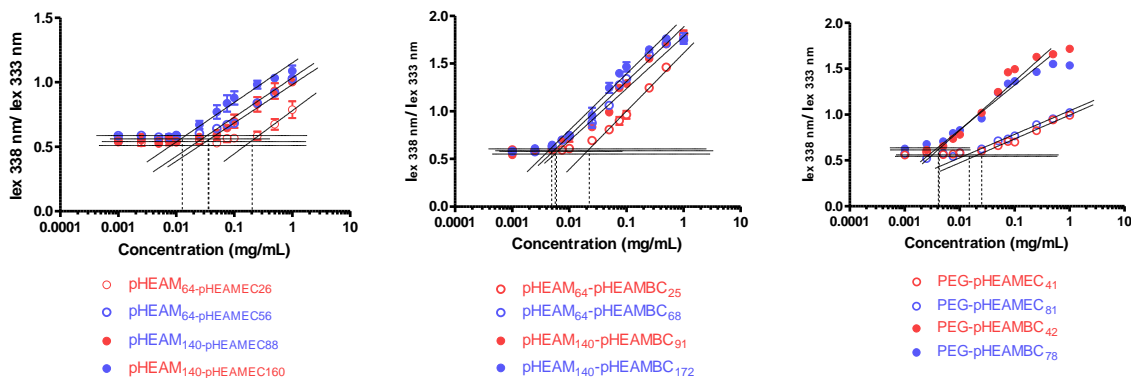 Iex 338 nm/ Iex 333 nm
1.5
1.0
0.5
0.0
0.0001 0.001 0.01 0.1 1 10
Concentration (mg/mL)
pHEAM64-pHEAMEC26
pHEAM64-pHEAMEC56
pHEAM140-pHEAMEC88
pHEAM140-pHEAMEC160
Iex 338 nm/ Iex 333 nm
2.0
1.5
1.0
0.5
0.0
0.0001 0.001 0.01 0.1 1 10
Concentration (mg/mL)
pHEAM64-pHEAMBC25
pHEAM64-pHEAMBC68
pHEAM140-pHEAMBC91
pHEAM140-pHEAMBC172
Iex 338 nm/ Iex 333 nm
2.0
1.5
1.0
0.5
0.0
0.0001 0.001 0.01 0.1 1 10
Concentration (mg/mL)
PEG-pHEAMEC41
PEG-pHEAMEC81
PEG-pHEAMBC42
PEG-pHEAMBC78